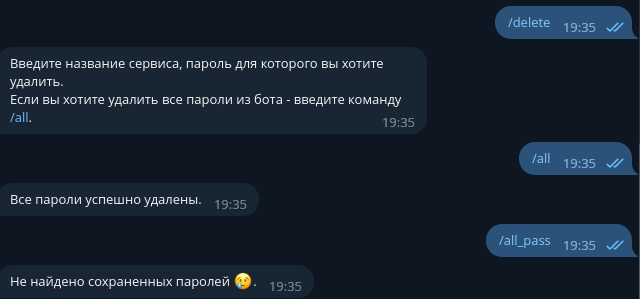 /delete 19:35
Введите название сервиса, пароль для которого вы хотите
удалить.
Если вы хотите удалить все пароли из бота - введите команду
/all. 19:35
/all 19:35
Все пароли успешно удалены. 19:35
/all_pass 19:35
Не найдено сохраненных паролей 😢. 19:35